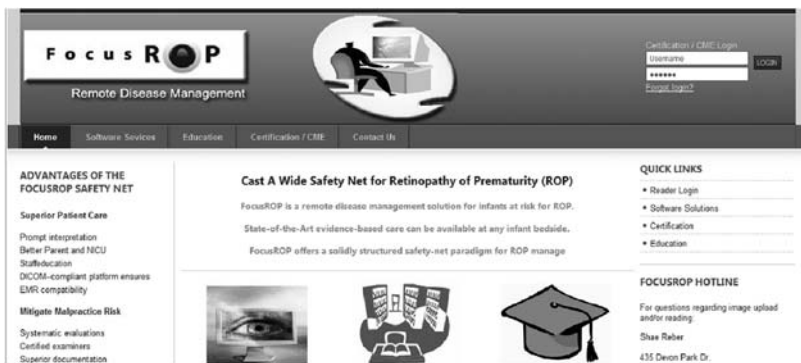 Focus ROP
Remote Disease Management
Certification / CME Login
Username
LOGIN
Forgot login?
Home
Software Sevices
Education
Certification / CME
Contact Us
ADVANTAGES OF THE
FOCUSROP SAFETY NET
Superior Patient Care
Prompt interpretation
Better Parent and NICU
Staffeducation
DICOM-compliant platform ensures
EMR compatibility
Mitigate Malpractice Risk
Systematic evaluations
Certified examiners
Superior documentation
Cast A Wide Safety Net for Retinopathy of Prematurity (ROP)
FocusROP is a remote disease management solution for infants at risk for ROP.
State-of-the-Art evidence-based care can be available at any infant bedside.
FocusROP offers a solidly structured safety-net paradigm for ROP manage
QUICK LINKS
• Reader Login
• Software Solutions
• Certification
• Education
FOCUSROP HOTLINE
For questions regarding image upload
and/or reading:
Shae Reber
435 Devon Park Dr.